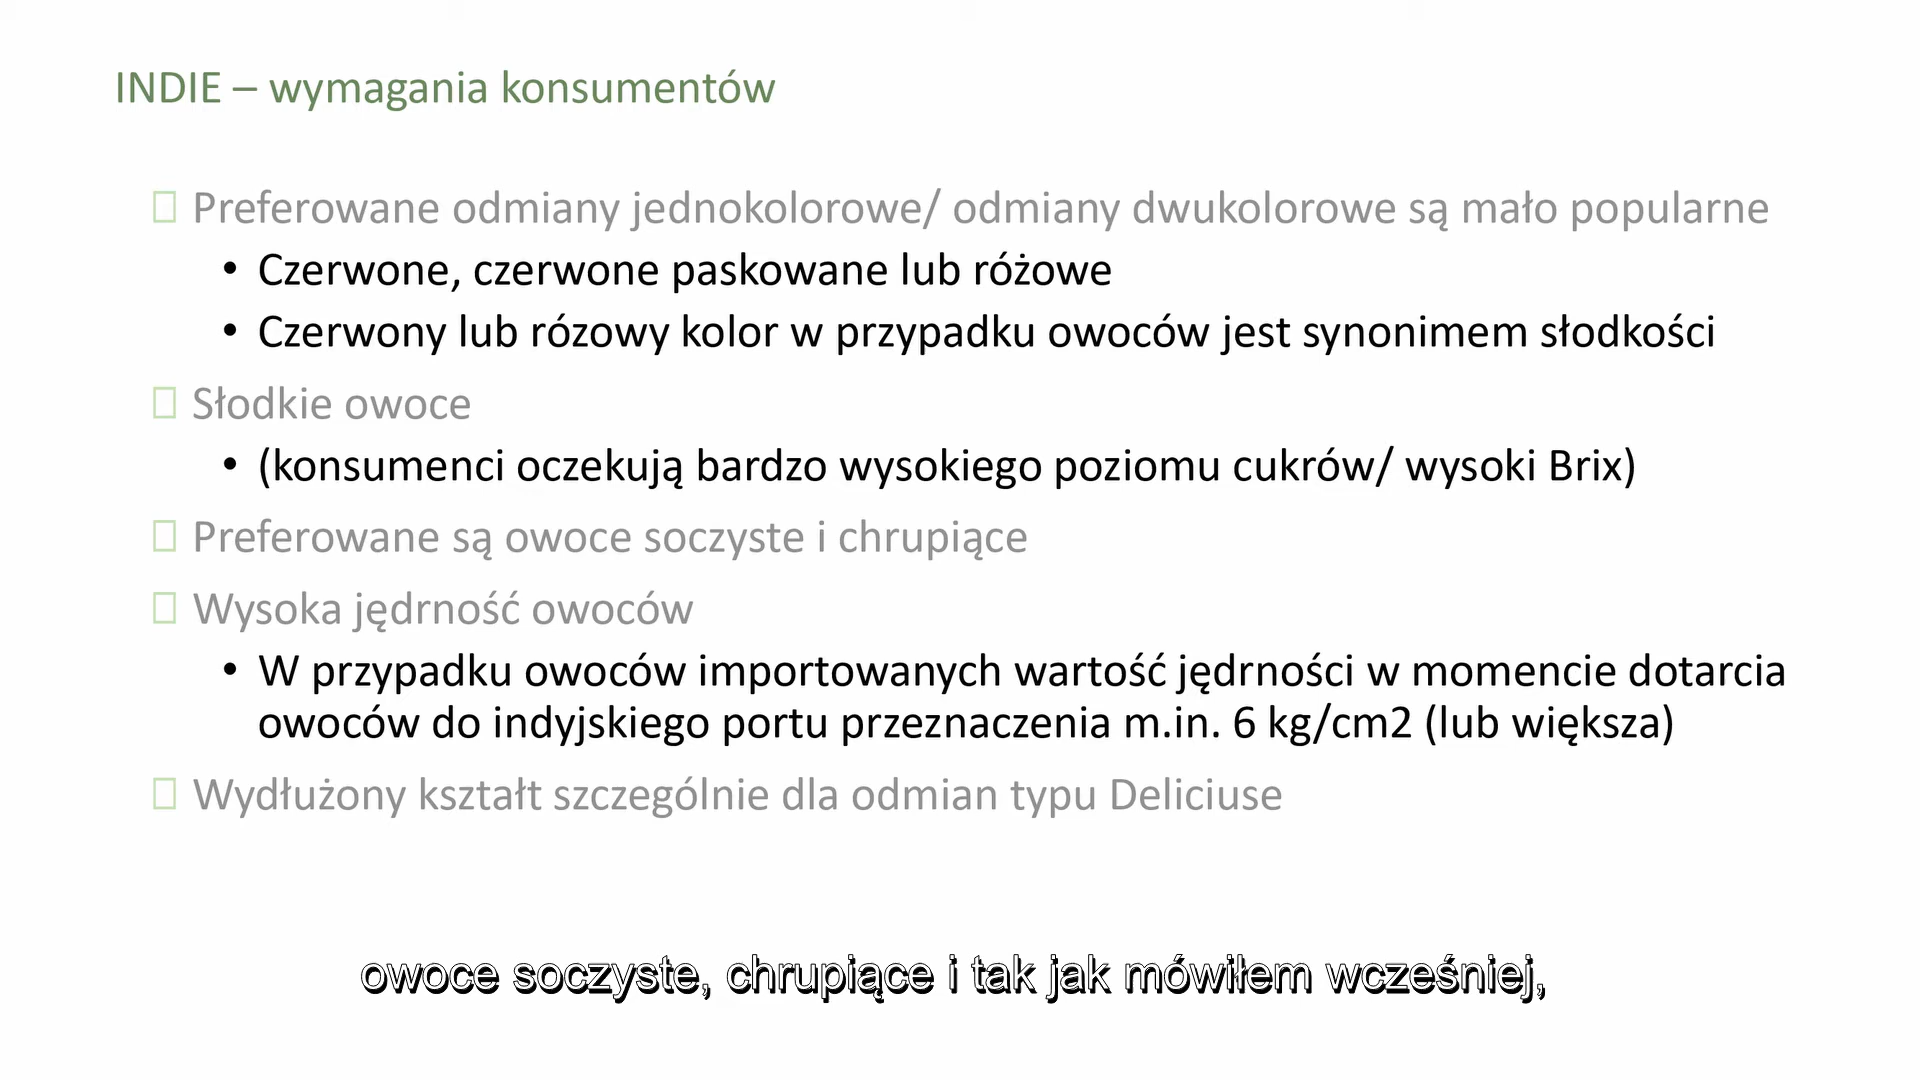 INDIE – wymagania konsumentów
Preferowane odmiany jednokolorowe/ odmiany dwukolorowe są mało popularne
• Czerwone, czerwone paskowane lub różowe
• Czerwony lub rózowy kolor w przypadku owoców jest synonimem słodkości
Słodkie owoce
• (konsumenci oczekują bardzo wysokiego poziomu cukrów/ wysoki Brix)
Preferowane są owoce soczyste i chrupiące
Wysoka jędrność owoców
• W przypadku owoców importowanych wartość jędrności w momencie dotarcia
owoców do indyjskiego portu przeznaczenia m.in. 6 kg/cm2 (lub większa)
Wydłużony kształt szczególnie dla odmian typu Deliciuse
owoce soczyste, chrupiące i tak jak mówiłem wcześniej,